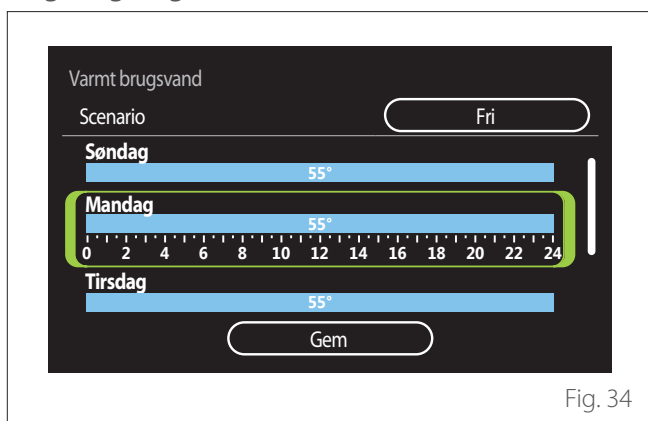 Varmt brugsvand
Scenario Fri
Søndag
55°
Mandag
55°
0 2 4 6 8 10 12 14 16 18 20 22 24
Tirsdag
55°
Gem
Fig. 34